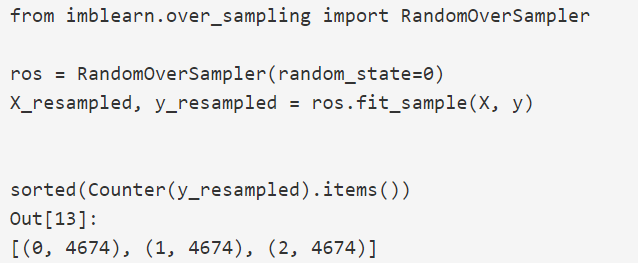 from imblearn.over_sampling import RandomOverSampler
ros = RandomOverSampler(random_state=0)
X_resampled, y_resampled = ros.fit_sample(X, y)
sorted(Counter(y_resampled).items())
Out[13]:
[(0, 4674), (1, 4674), (2, 4674)]